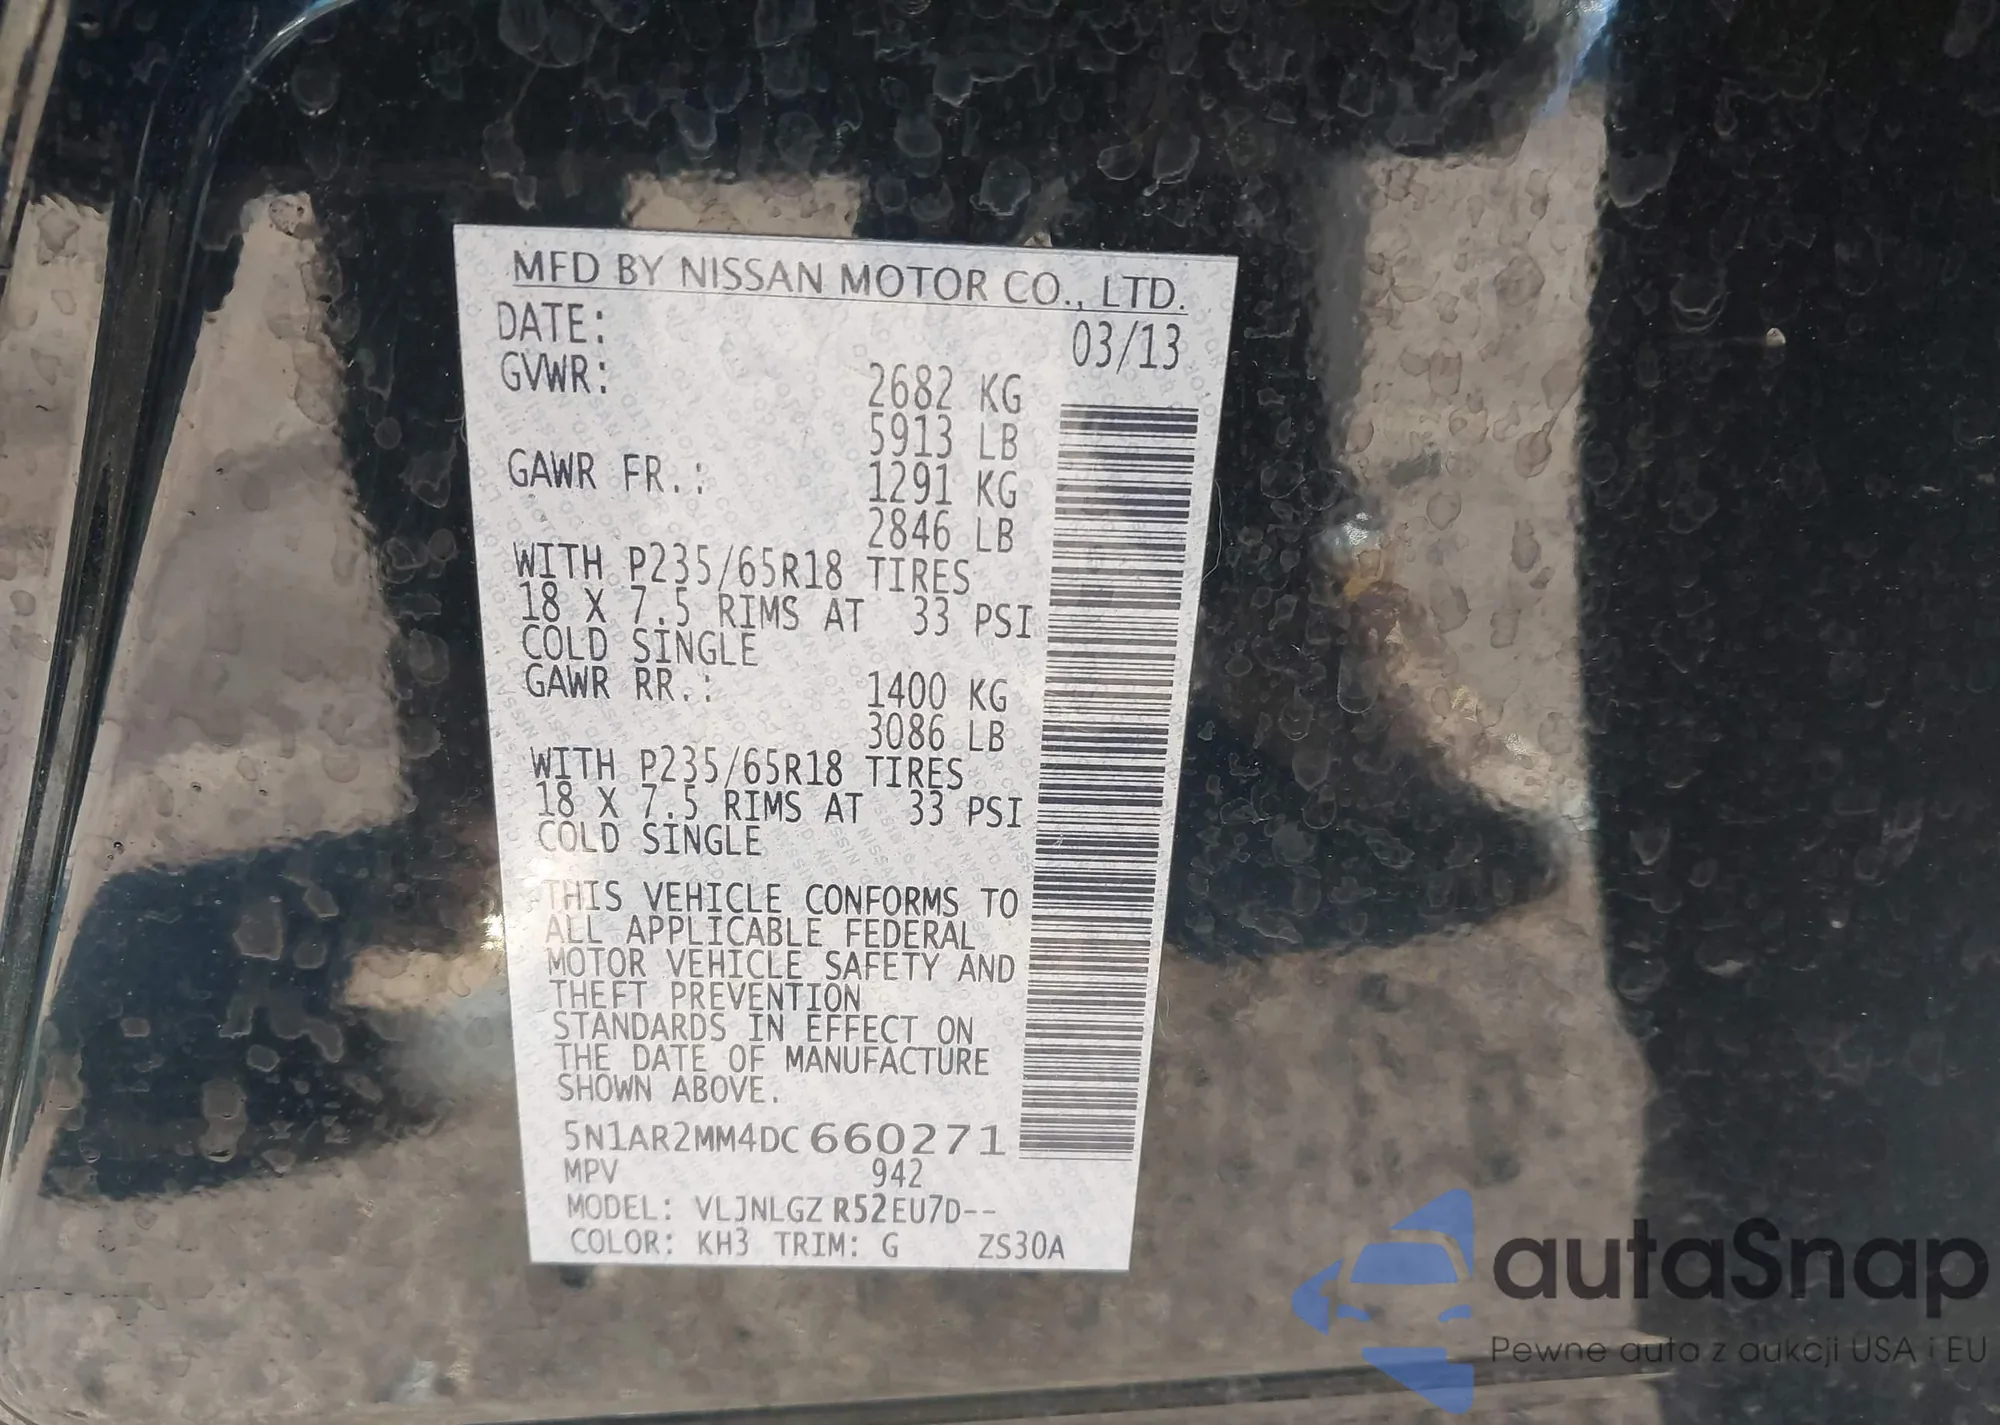 MFD BY NISSAN MOTOR CO., LTD.
DATE: 03/13
GVWR: 2682 KG
5913 LB
GAWR FR.: 1291 KG
2846 LB
WITH P235/65R18 TIRES
18 X 7.5 RIMS AT 33 PSI
COLD SINGLE
GAWR RR.: 1400 KG
3086 LB
WITH P235/65R18 TIRES
18 X 7.5 RIMS AT 33 PSI
COLD SINGLE
THIS VEHICLE CONFORMS TO
ALL APPLICABLE FEDERAL
MOTOR VEHICLE SAFETY AND
THEFT PREVENTION
STANDARDS IN EFFECT ON
THE DATE OF MANUFACTURE
SHOWN ABOVE.
5N1AR2MM4DC660271
MPV 942
MODEL: VLJNLGZ R52EU7D--
COLOR: KH3 TRIM: G ZS30A
autaSnap
Pewne auta z aukcji USA i EU